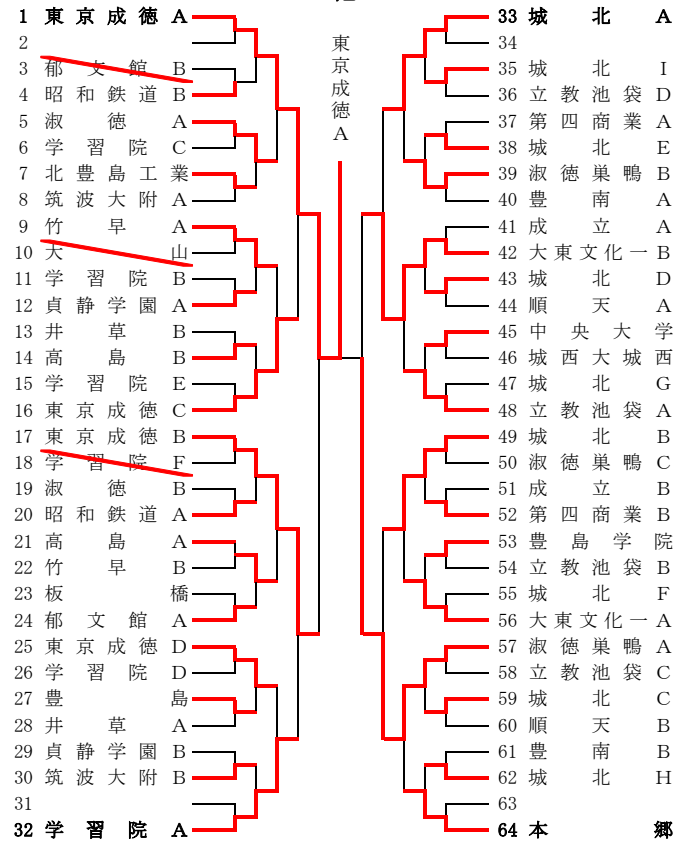 1 東京成徳A
2
3 郁文館B
4 昭和鉄道B
5 淑徳A
6 学習院C
7 北豊島工業
8 筑波大附A
9 竹早A
10 大山
11 学習院B
12 貞静学園A
13 井草B
14 高島B
15 学習院E
16 東京成徳C
17 東京成徳B
18 学習院F
19 淑徳B
20 昭和鉄道A
21 高島A
22 竹早B
23 板橋
24 郁文館A
25 東京成徳D
26 学習院D
27 豊島
28 井草A
29 貞静学園B
30 筑波大附B
31
32 学習院A
東京成徳A
33 城北A
34
35 城北I
36 立教池袋D
37 第四商業A
38 城北E
39 淑徳巣鴨B
40 豊南A
41 成立A
42 大東文化一B
43 城北D
44 順天A
45 中央大学
46 城西大城西
47 城北G
48 立教池袋A
49 城北B
50 淑徳巣鴨C
51 成立B
52 第四商業B
53 豊島学院
54 立教池袋B
55 城北F
56 大東文化一A
57 淑徳巣鴨A
58 立教池袋C
59 城北C
60 順天B
61 豊南B
62 城北H
63
64 本郷